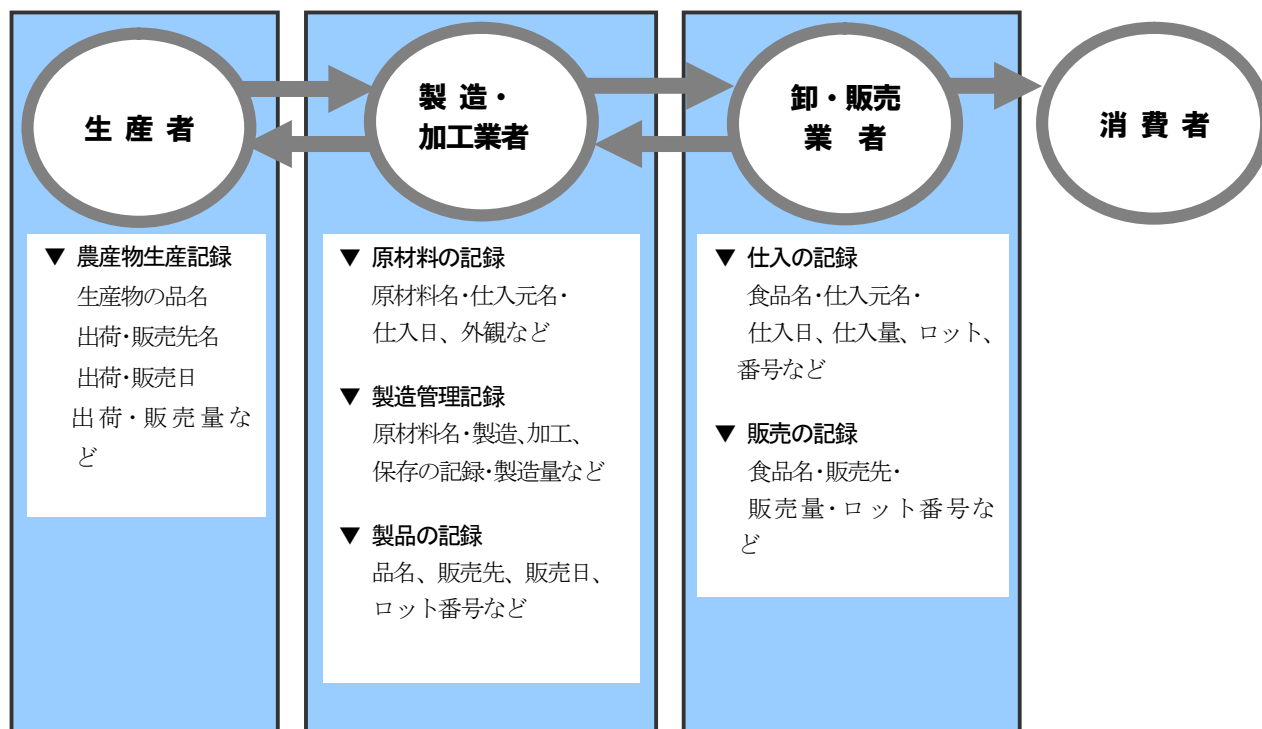 生 産 者
製 造・
加工業者
卸・販売
業　者
消 費 者
▼ 農産物生産記録
生産物の品名
出荷・販売先名
出荷・販売日
出荷・販売量な
ど
▼ 原材料の記録
原材料名・仕入元名・
仕入日、外観など
▼ 製造管理記録
原材料名・製造、加工、
保存の記録・製造量など
▼ 製品の記録
品名、販売先、販売日、
ロット番号など
▼ 仕入の記録
食品名・仕入元名・
仕入日、仕入量、ロット、
番号など
▼ 販売の記録
食品名・販売先・
販売量・ロット番号な
ど